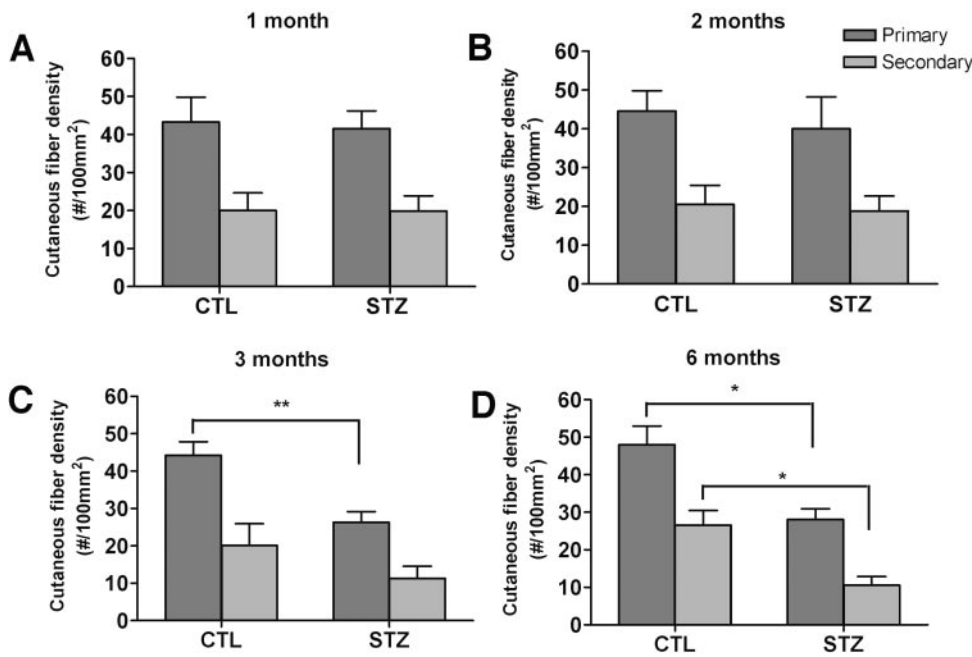 A
1 month
Cutaneous fiber density
(#/100mm²)
60
50
40
30
20
10
0
CTL
STZ
B
2 months
Primary
Secondary
Cutaneous fiber density
(#/100mm²)
60
50
40
30
20
10
0
CTL
STZ
C
3 months
Cutaneous fiber density
(#/100mm²)
60
50
40
30
20
10
0
**
CTL
STZ
D
6 months
Cutaneous fiber density
(#/100mm²)
60
50
40
30
20
10
0
*
*
CTL
STZ